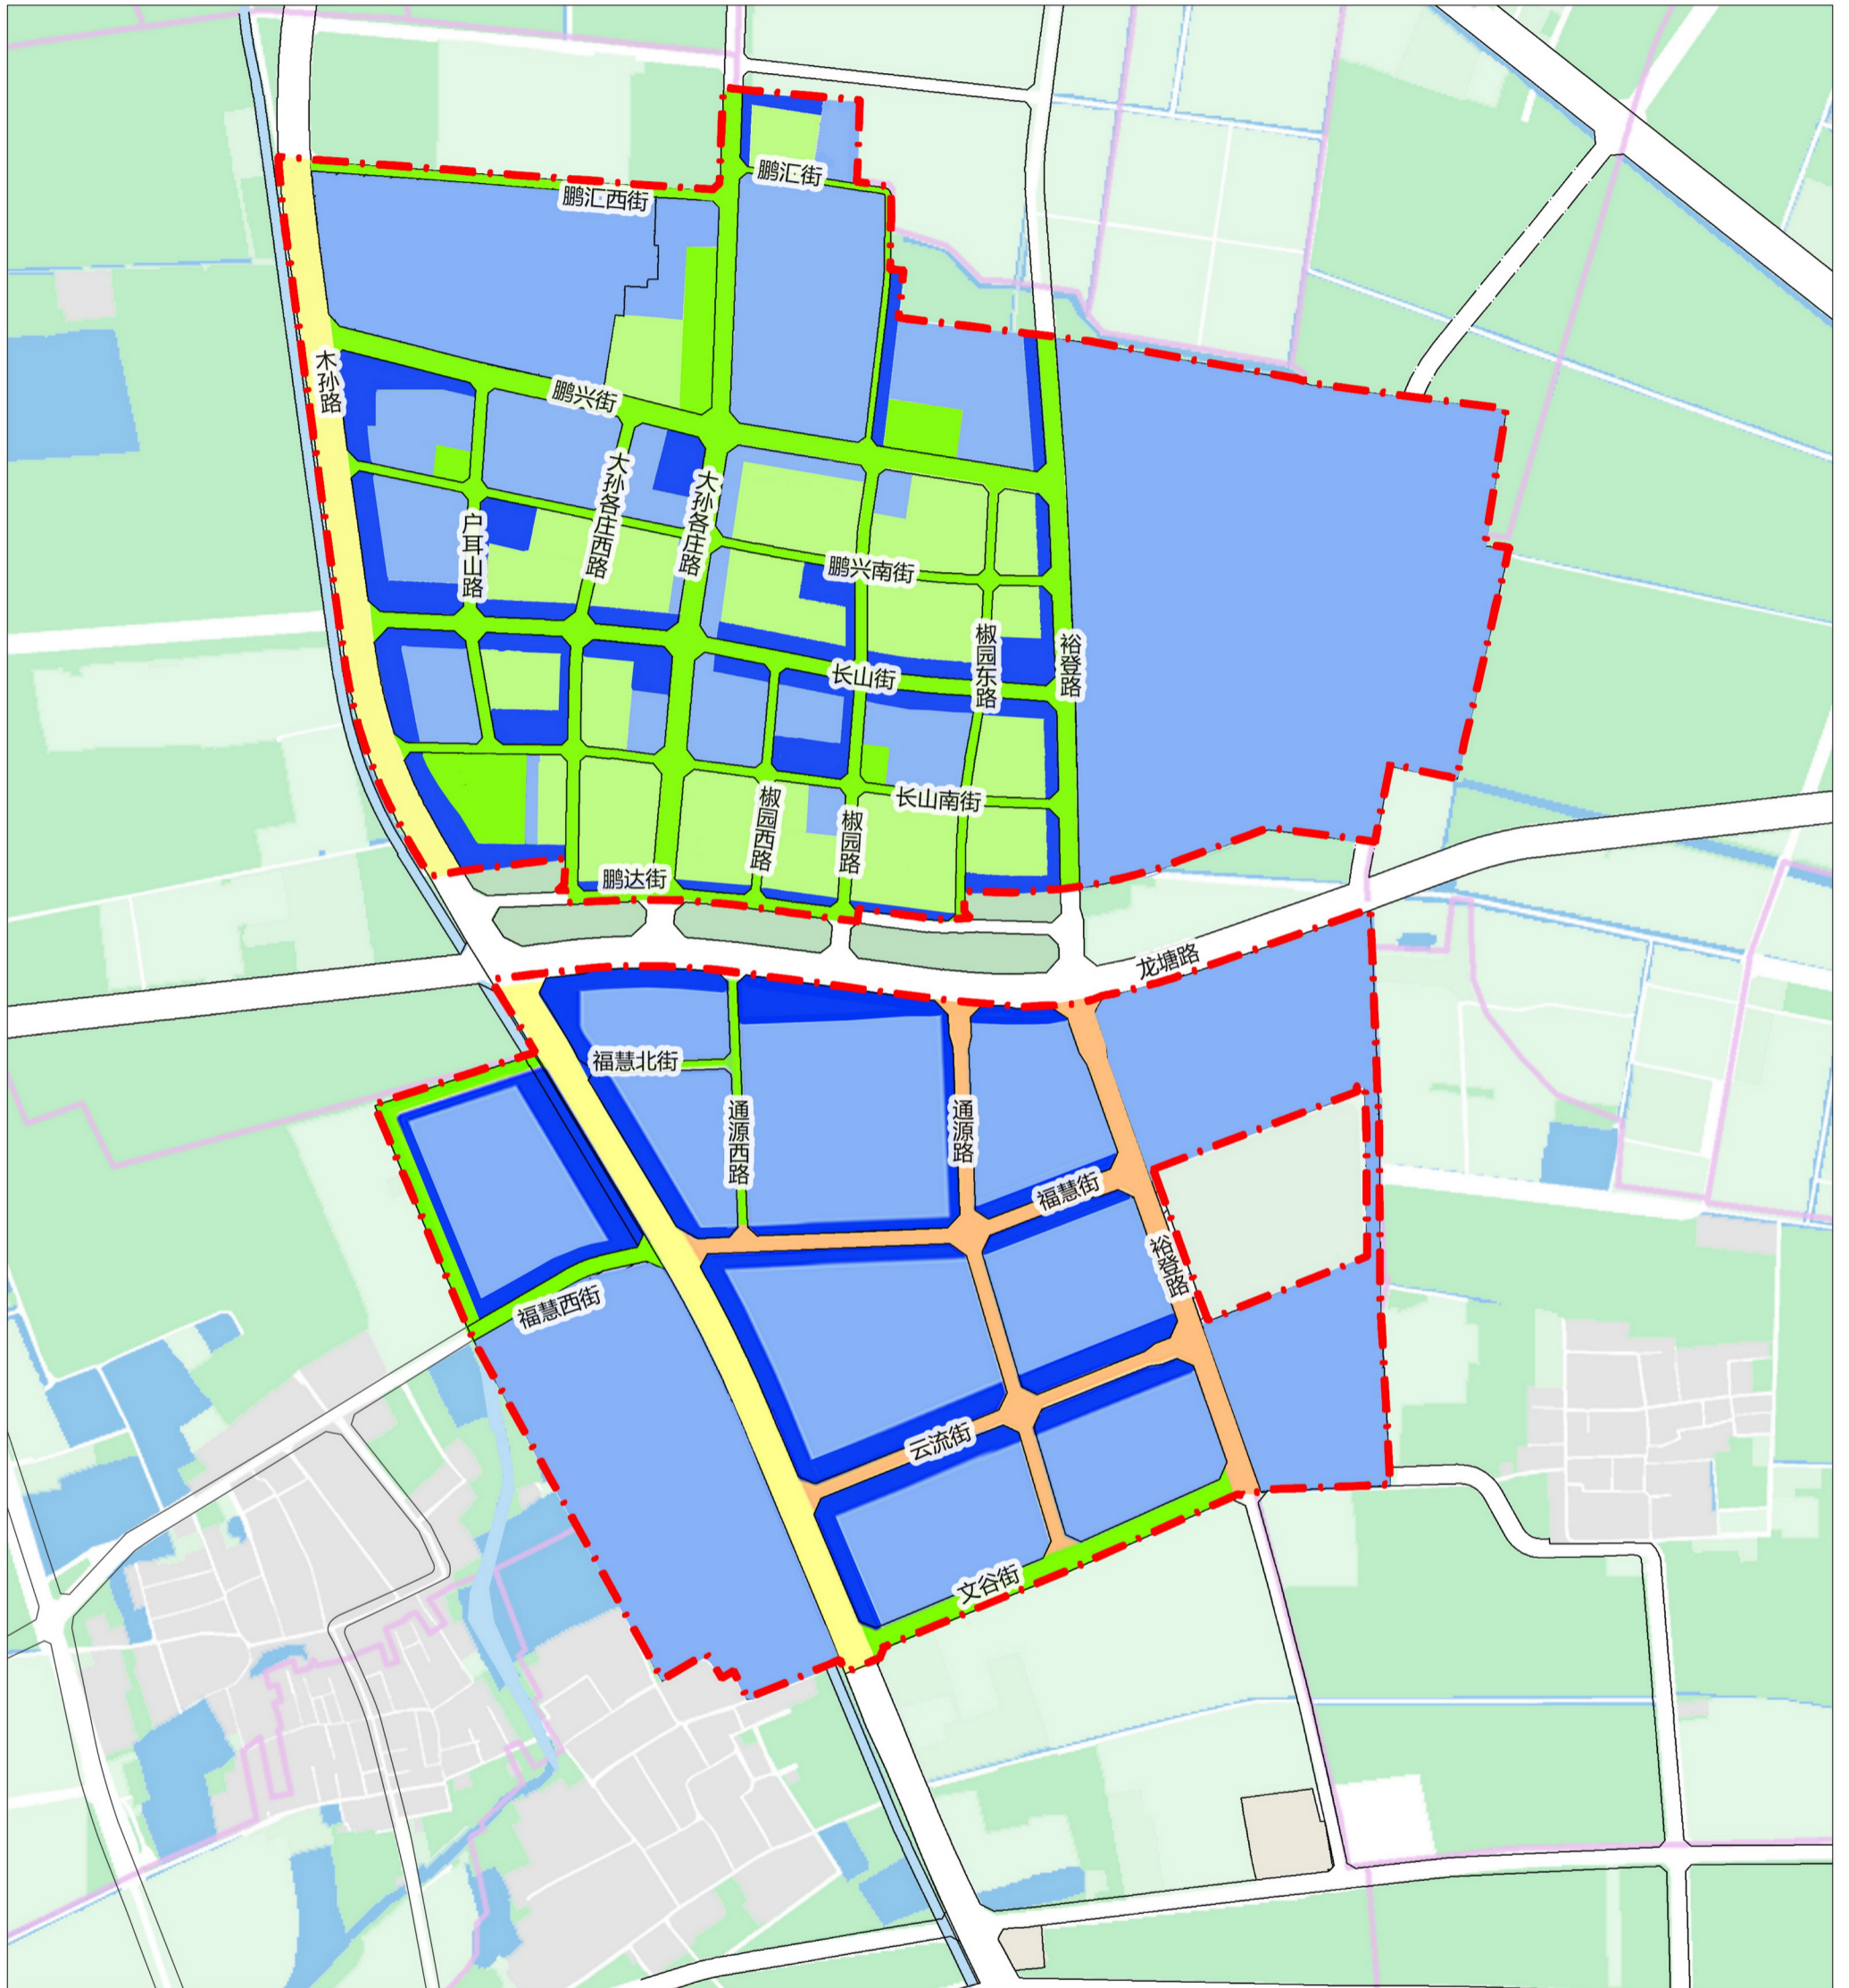 鹏汇街
鹏汇西街
木孙路
鹏兴街
大孙各庄西路
大孙各庄路
户耳山路
鹏兴南街
椒园东路
裕登路
长山街
椒园西路
长山南街
椒园路
鹏达街
龙塘路
福慧北街
通源西路
通源路
福慧街
裕登路
福慧西街
云流街
文谷街